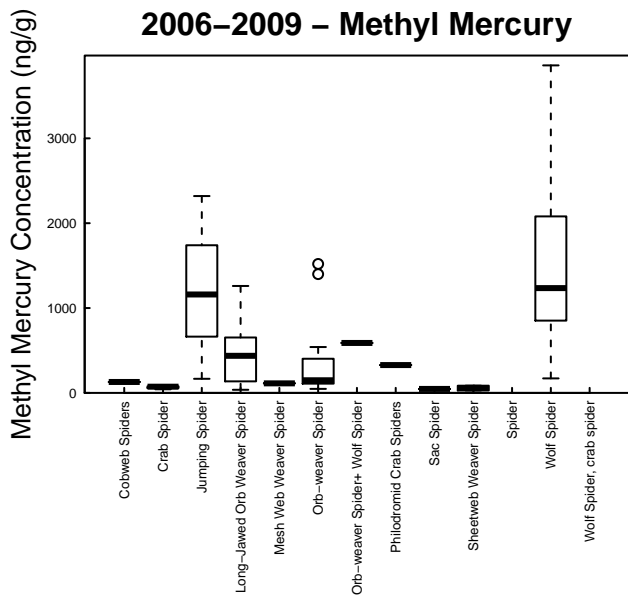 2006–2009 – Methyl Mercury
Methyl Mercury Concentration (ng/g)
3000
2000
1000
0
Cobweb Spiders
Crab Spider
Jumping Spider
Long–Jawed Orb Weaver Spider
Mesh Web Weaver Spider
Orb–weaver Spider
Orb–weaver Spider+ Wolf Spider
Philodromid Crab Spiders
Sac Spider
Sheetweb Weaver Spider
Spider
Wolf Spider
Wolf Spider, crab spider